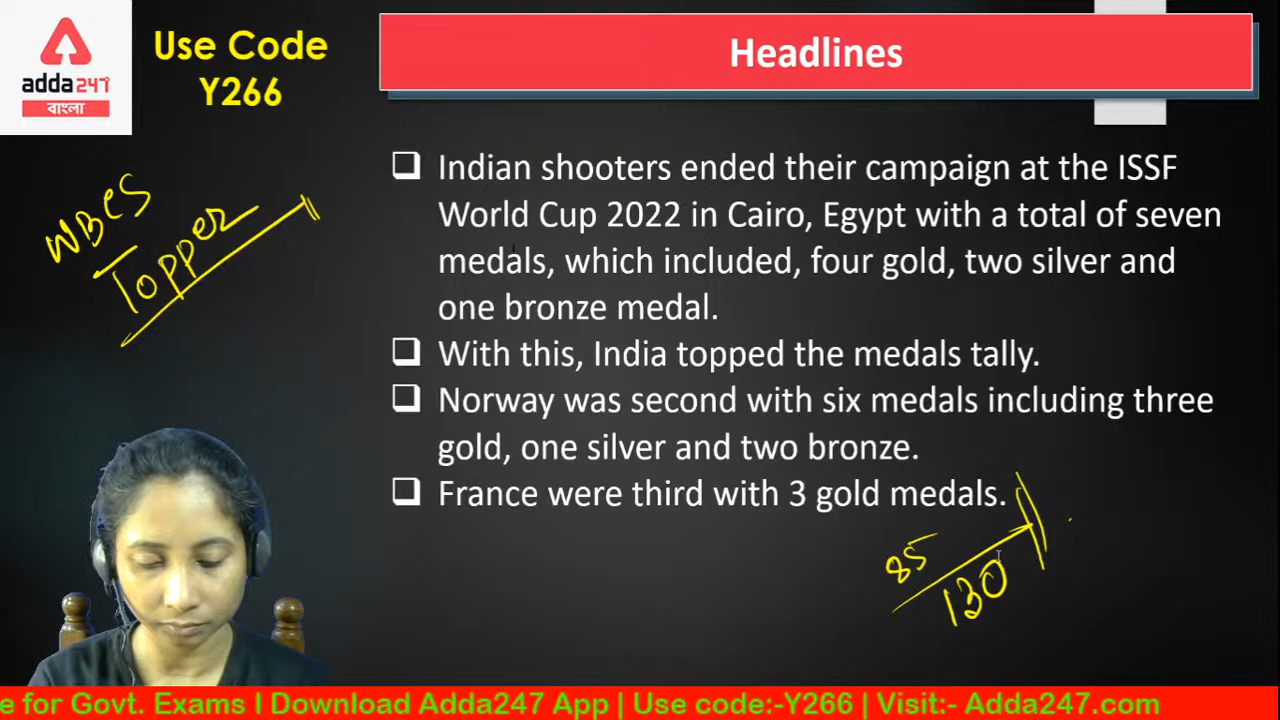 adda247
বাংলা
Use Code
Y266
Headlines
WBCS
Topper
❑ Indian shooters ended their campaign at the ISSF
World Cup 2022 in Cairo, Egypt with a total of seven
medals, which included, four gold, two silver and
one bronze medal.
❑ With this, India topped the medals tally.
❑ Norway was second with six medals including three
gold, one silver and two bronze.
❑ France were third with 3 gold medals.
85
130
e for Govt. Exams I Download Adda247 App | Use code:-Y266 | Visit:- Adda247.com